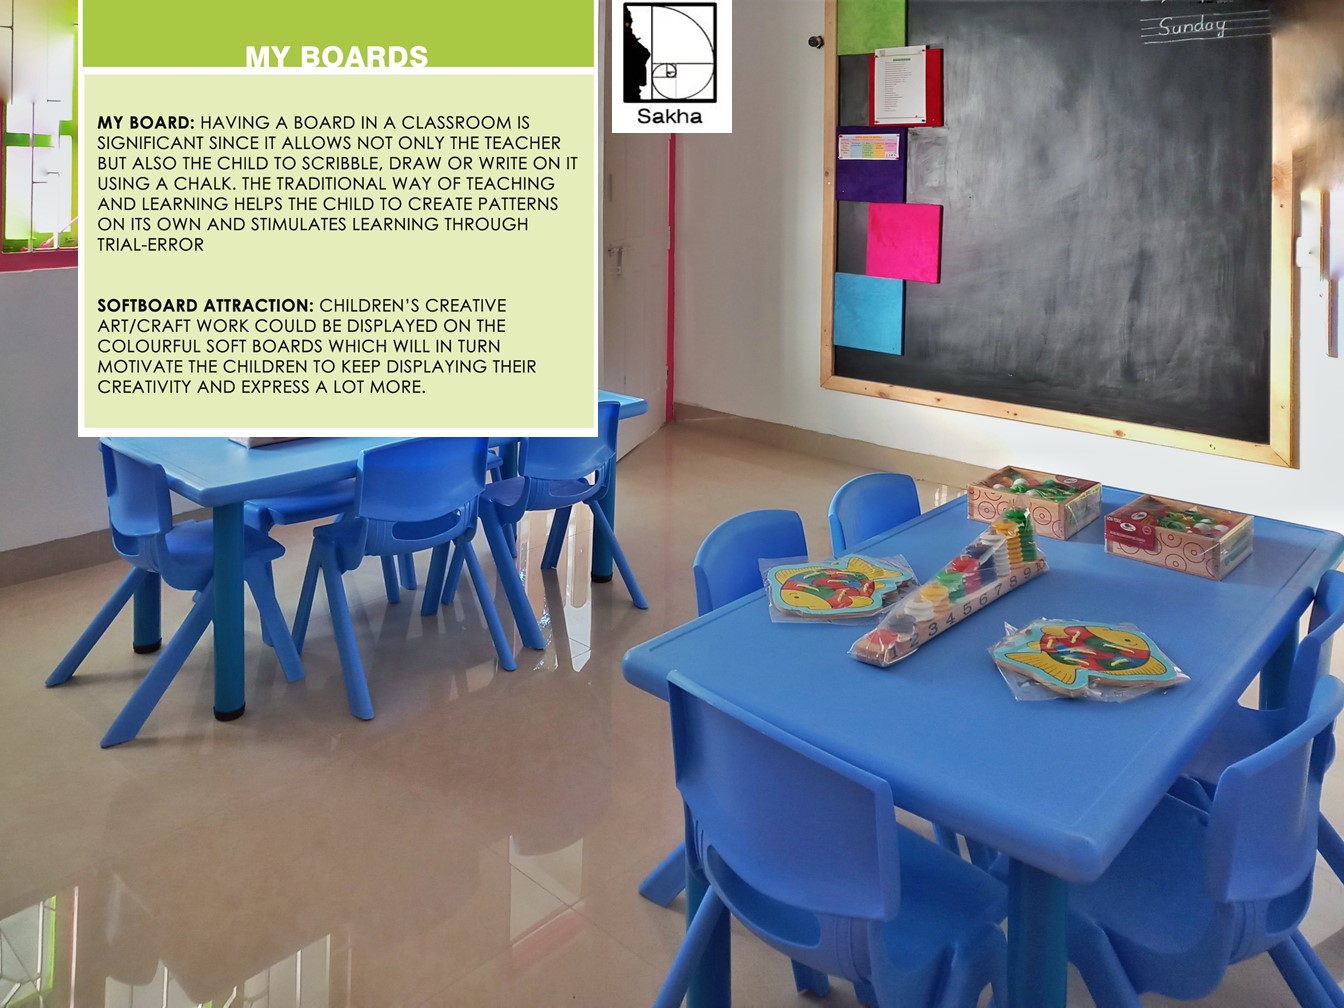 MY BOARDS
MY BOARD: HAVING A BOARD IN A CLASSROOM IS
SIGNIFICANT SINCE IT ALLOWS NOT ONLY THE TEACHER
BUT ALSO THE CHILD TO SCRIBBLE, DRAW OR WRITE ON IT
USING A CHALK. THE TRADITIONAL WAY OF TEACHING
AND LEARNING HELPS THE CHILD TO CREATE PATTERNS
ON ITS OWN AND STIMULATES LEARNING THROUGH
TRIAL-ERROR
SOFTBOARD ATTRACTION: CHILDREN'S CREATIVE
ART/CRAFT WORK COULD BE DISPLAYED ON THE
COLOURFUL SOFT BOARDS WHICH WILL IN TURN
MOTIVATE THE CHILDREN TO KEEP DISPLAYING THEIR
CREATIVITY AND EXPRESS A LOT MORE.
Sakha
Sunday
2 3 4 5 6 7 8 9 10